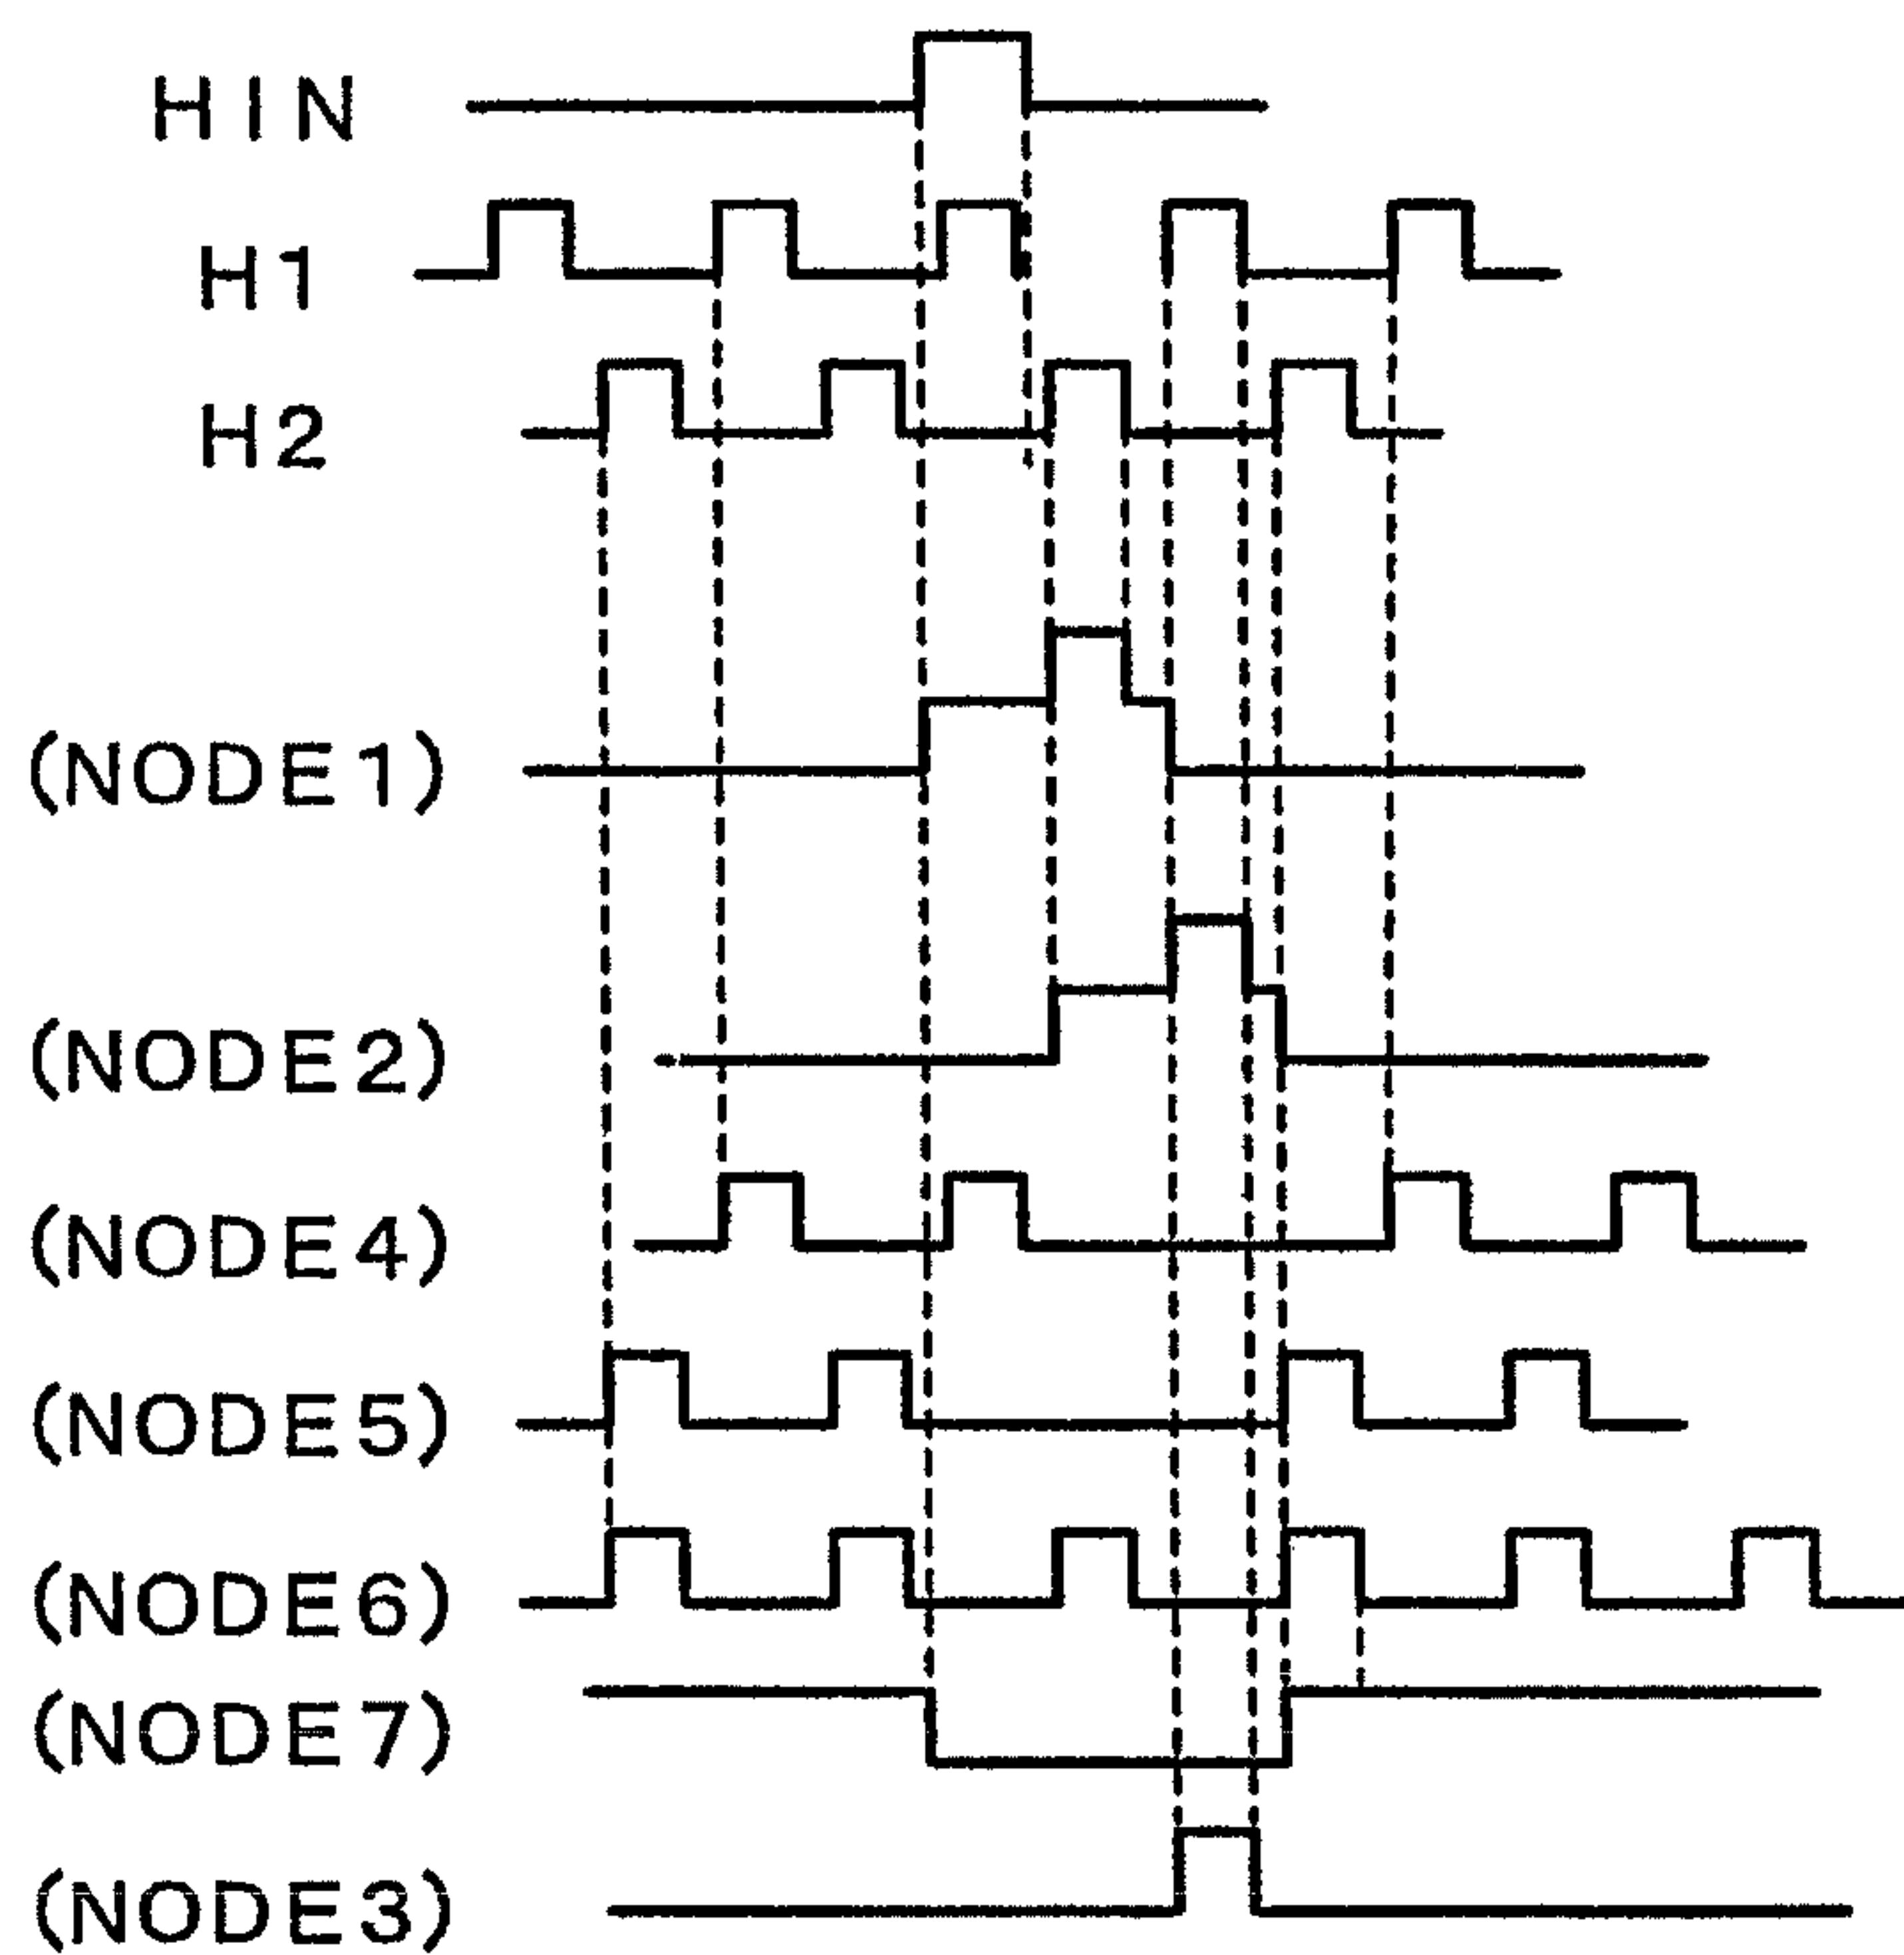 HIN
H1
H2
(NODE1)
(NODE2)
(NODE4)
(NODE5)
(NODE6)
(NODE7)
(NODE3)